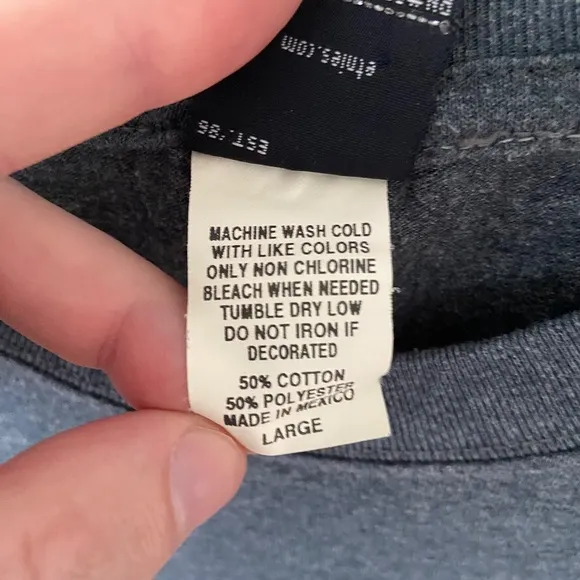 etnies.com
EST.'86
MACHINE WASH COLD
WITH LIKE COLORS
ONLY NON CHLORINE
BLEACH WHEN NEEDED
TUMBLE DRY LOW
DO NOT IRON IF
DECORATED
50% COTTON
50% POLYESTER
MADE IN MEXICO
LARGE